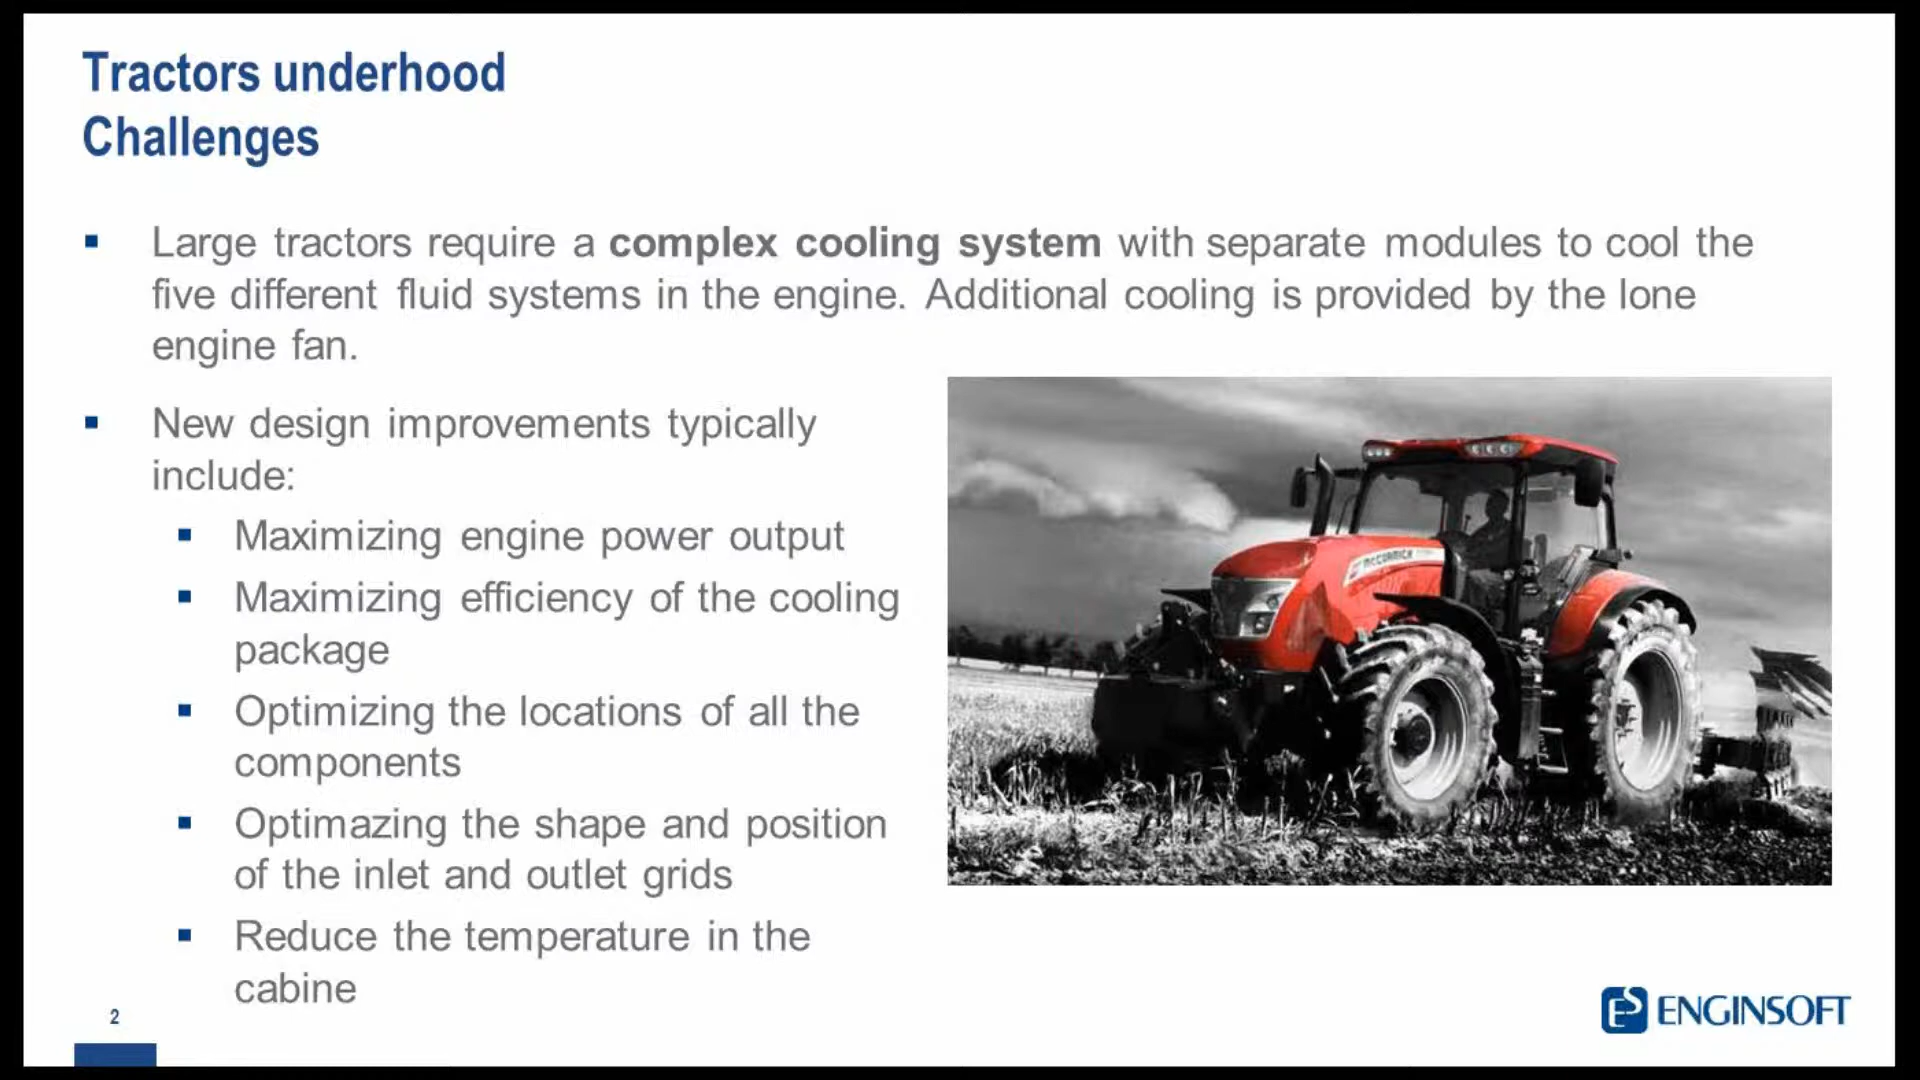 Tractors underhood
Challenges
▪ Large tractors require a complex cooling system with separate modules to cool the
five different fluid systems in the engine. Additional cooling is provided by the lone
engine fan.
▪ New design improvements typically
include:
▪ Maximizing engine power output
▪ Maximizing efficiency of the cooling
package
▪ Optimizing the locations of all the
components
▪ Optimazing the shape and position
of the inlet and outlet grids
▪ Reduce the temperature in the
cabine
McCORMICK
2
ES ENGINSOFT